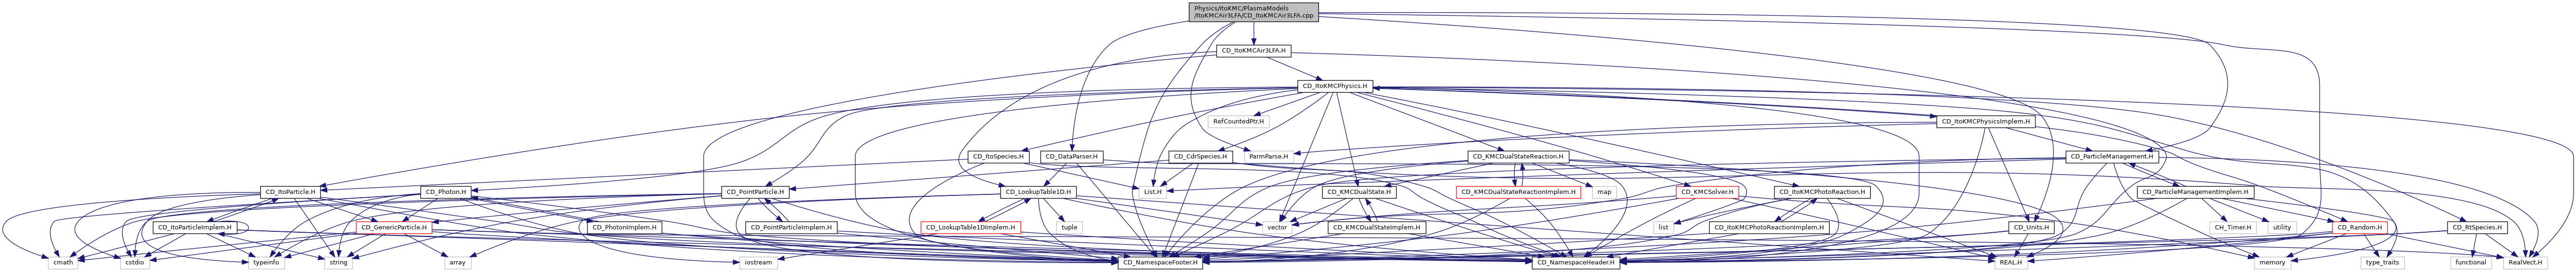 Physics/ItoKMC/PlasmaModels
/ItoKMCAir3LFA/CD_ItoKMCAir3LFA.cpp
CD_ItoKMCAir3LFA.H
CD_ItoKMCPhysics.H
RefCountedPtr.H
CD_ItoKMCPhysicsImplem.H
CD_ItoSpecies.H
CD_DataParser.H
CD_CdrSpecies.H
ParmParse.H
CD_KMCDualStateReaction.H
CD_ParticleManagement.H
CD_ItoParticle.H
CD_Photon.H
CD_PointParticle.H
CD_LookupTable1D.H
List.H
CD_KMCDualState.H
CD_KMCDualStateReactionImplem.H
map
CD_KMCSolver.H
CD_ItoKMCPhotoReaction.H
CD_ParticleManagementImplem.H
CD_ItoParticleImplem.H
CD_GenericParticle.H
CD_PhotonImplem.H
CD_PointParticleImplem.H
CD_LookupTable1DImplem.H
tuple
vector
CD_KMCDualStateImplem.H
list
CD_ItoKMCPhotoReactionImplem.H
CD_Units.H
CH_Timer.H
utility
CD_Random.H
CD_RtSpecies.H
cmath
cstdio
typeinfo
string
array
iostream
CD_NamespaceFooter.H
CD_NamespaceHeader.H
REAL.H
memory
type_traits
functional
RealVect.H